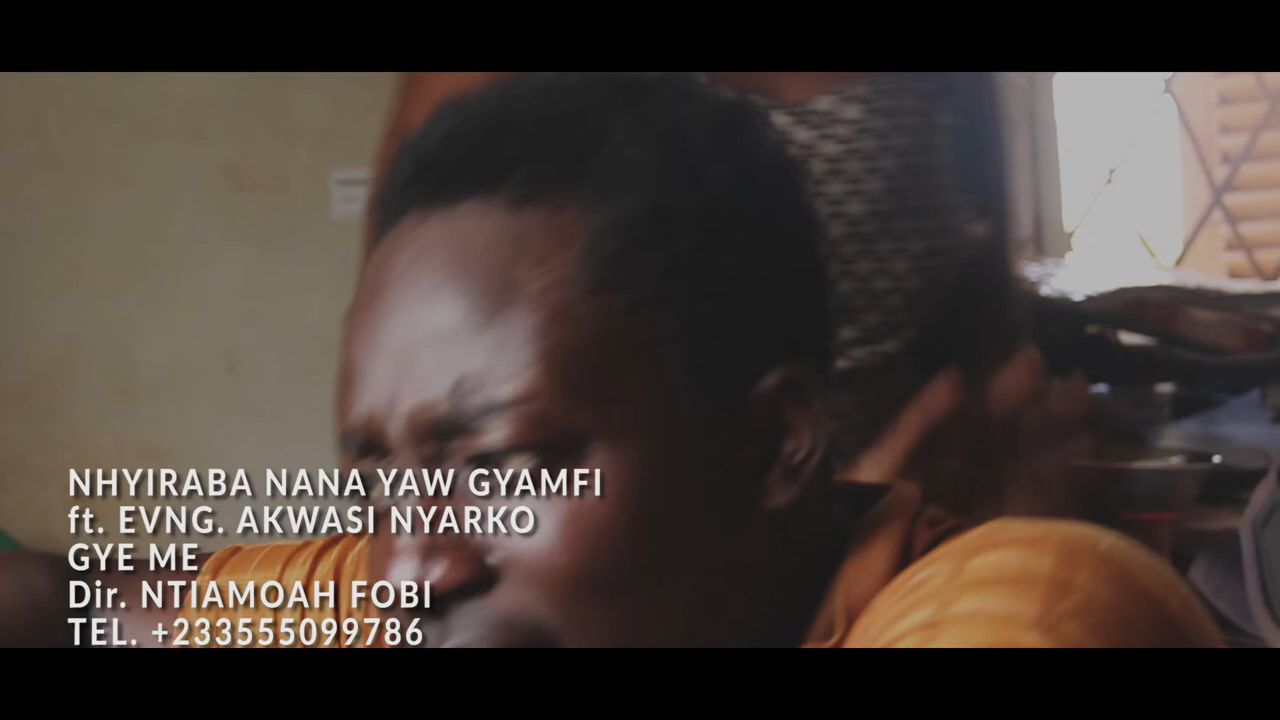 NHYIRABA NANA YAW GYAMFI
ft. EVNG. AKWASI NYARKO
GYE ME
Dir. NTIAMOAH FOBI
TEL. +233555099786